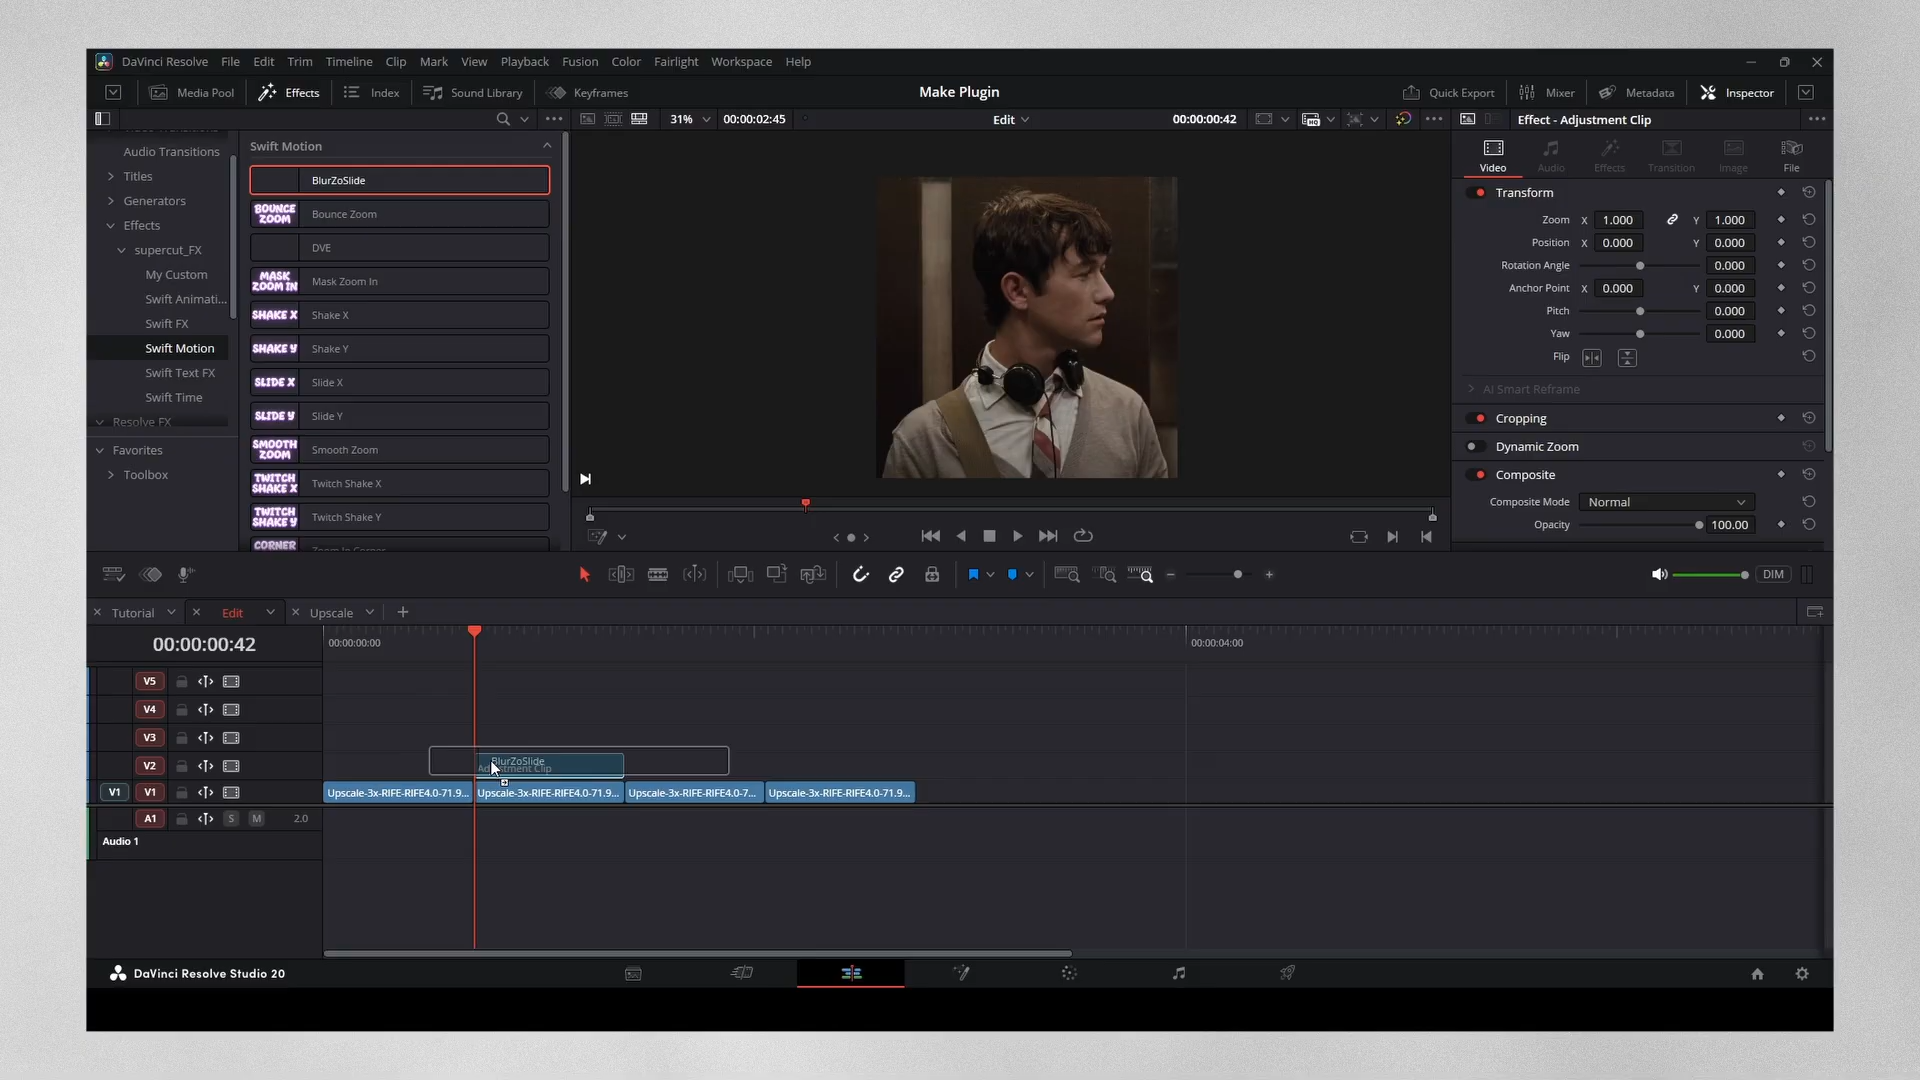 DaVinci Resolve File Edit Trim Timeline Clip Mark View Playback Fusion Color Fairlight Workspace Help
Media Pool Effects Index Sound Library Keyframes Make Plugin Quick Export Mixer Metadata Inspector
31% 00:00:02:45 Edit 00:00:00:42 Effect - Adjustment Clip
Audio Transitions
Titles
Generators
Effects
supercut_FX
My Custom
Swift Animati...
Swift FX
Swift Motion
Swift Text FX
Swift Time
Resolve FX
Favorites
Toolbox
Swift Motion
BlurZoSlide
BOUNCE ZOOM Bounce Zoom
DVE
MASK ZOOM IN Mask Zoom In
SHAKE X Shake X
SHAKE Y Shake Y
SLIDE X Slide X
SLIDE Y Slide Y
SMOOTH ZOOM Smooth Zoom
TWITCH SHAKE X Twitch Shake X
TWITCH SHAKE Y Twitch Shake Y
CORNER Zoom In Corner
Video Audio Effects Transition Image File
Transform
Zoom X 1.000 Y 1.000
Position X 0.000 Y 0.000
Rotation Angle 0.000
Anchor Point X 0.000 Y 0.000
Pitch 0.000
Yaw 0.000
Flip
AI Smart Reframe
Cropping
Dynamic Zoom
Composite
Composite Mode Normal
Opacity 100.00
DIM
Tutorial Edit Upscale
00:00:00:42 00:00:00:00 00:00:04:00
V5
V4
V3
V2 BlurZoSlide
Adjustment Clip
V1 V1 Upscale-3x-RIFE-RIFE4.0-71.9... Upscale-3x-RIFE-RIFE4.0-71.9... Upscale-3x-RIFE-RIFE4.0-7... Upscale-3x-RIFE-RIFE4.0-71.9...
A1 S M 2.0
Audio 1
DaVinci Resolve Studio 20